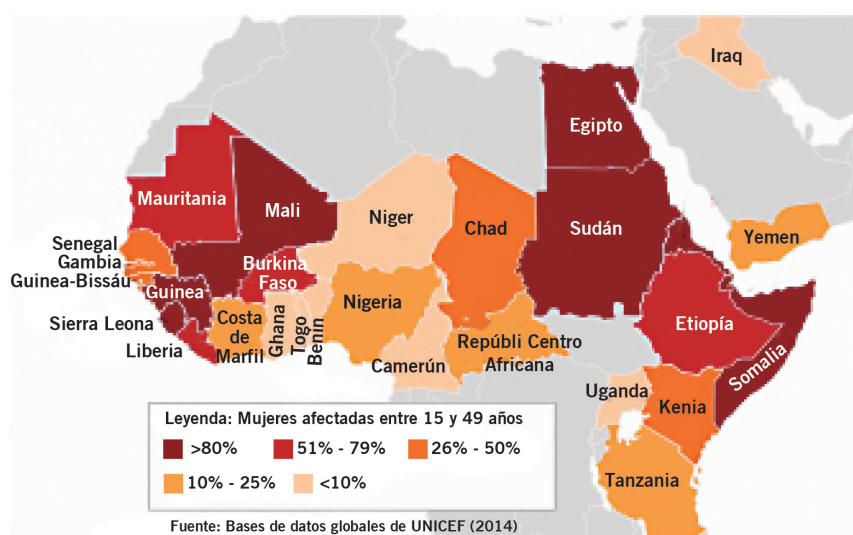 Iraq
Egipto
Mauritania
Mali
Niger
Chad
Sudán
Yemen
Senegal
Gambia
Guinea-Bissáu
Guinea
Burkina
Faso
Nigeria
Sierra Leona
Liberia
Costa
de
Marfil
Ghana
Togo
Benin
Camerún
Repúbli Centro
Africana
Etiopía
Somalia
Uganda
Kenia
Tanzania
Leyenda: Mujeres afectadas entre 15 y 49 años
>80% 51% - 79% 26% - 50%
10% - 25% <10%
Fuente: Bases de datos globales de UNICEF (2014)